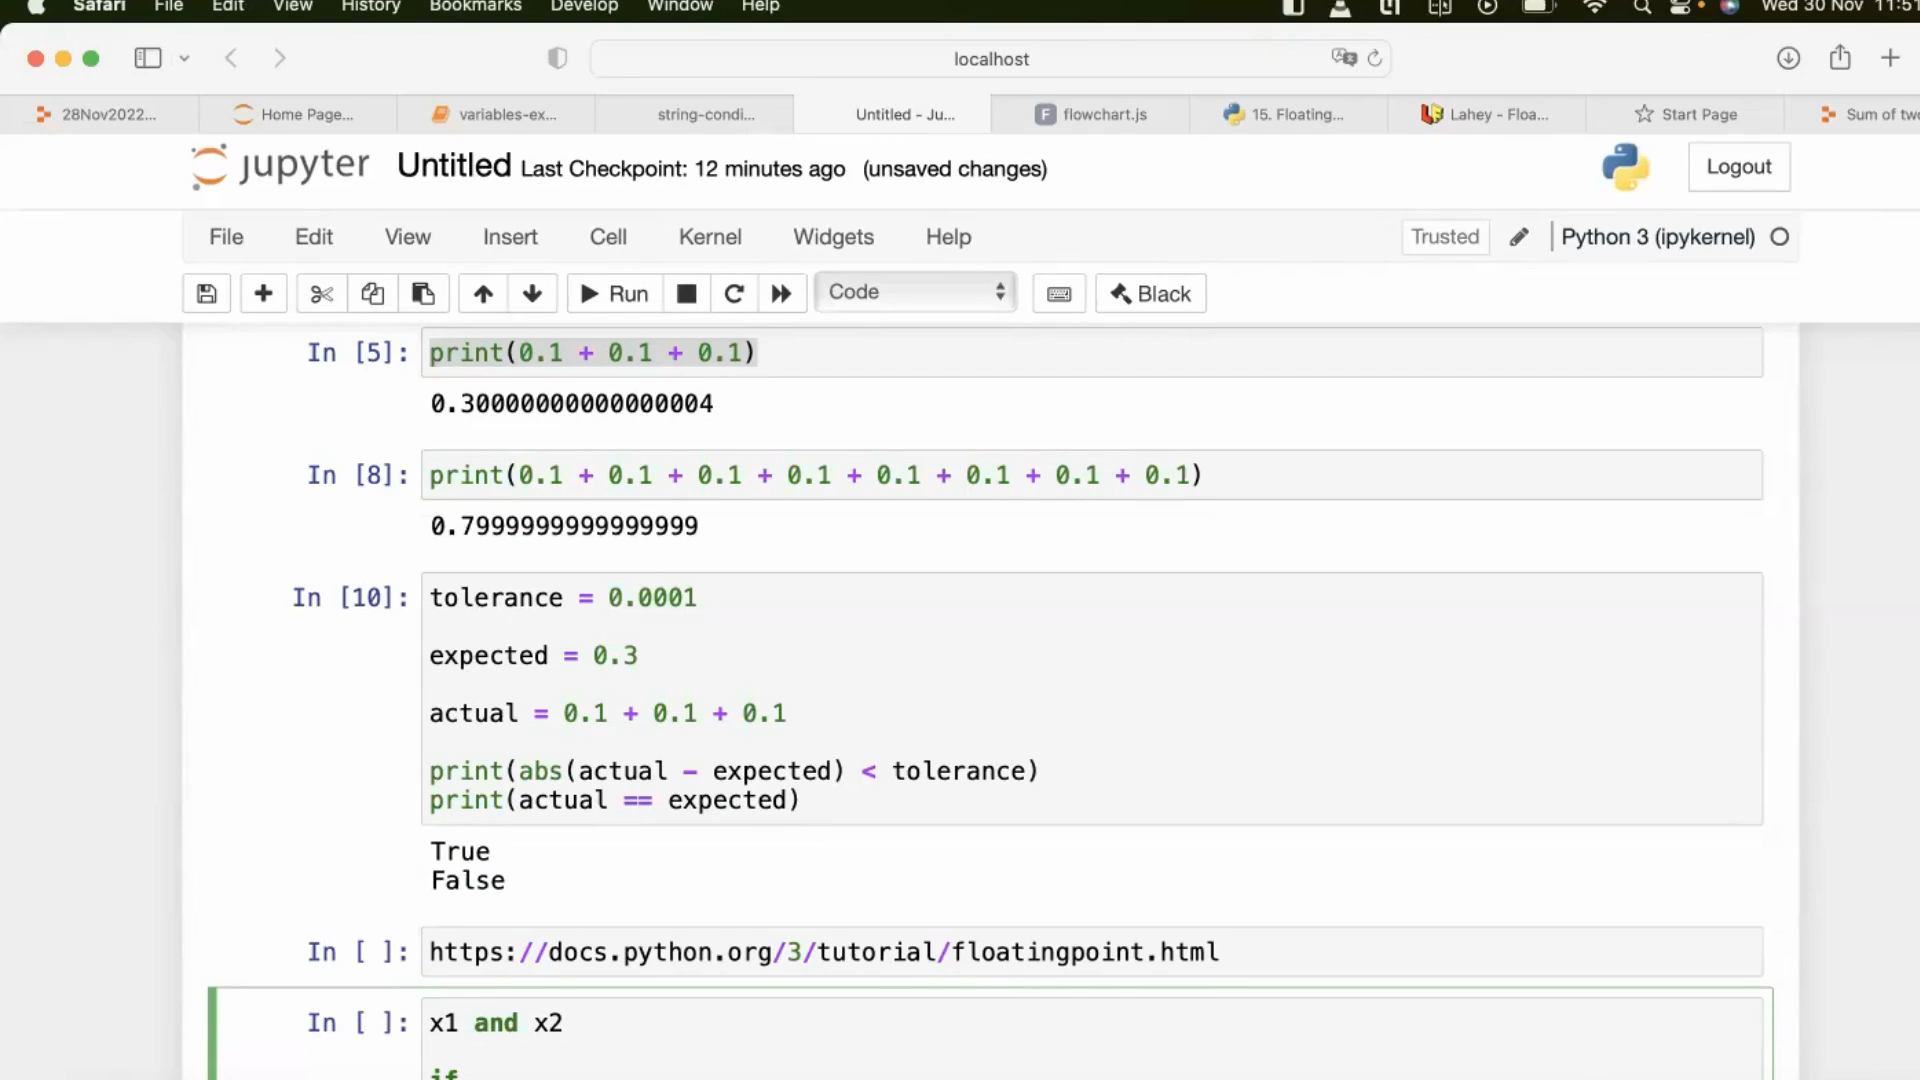 Safari File Edit View History Bookmarks Develop Window Help Wed 30 Nov 11:51
localhost
28Nov2022... Home Page... variables-ex... string-condi... Untitled - Ju... flowchart.js 15. Floating... Lahey - Floa... Start Page Sum of two
jupyter Untitled Last Checkpoint: 12 minutes ago (unsaved changes) Logout
File Edit View Insert Cell Kernel Widgets Help Trusted Python 3 (ipykernel)
Run Code Black
In [5]: print(0.1 + 0.1 + 0.1)
0.30000000000000004
In [8]: print(0.1 + 0.1 + 0.1 + 0.1 + 0.1 + 0.1 + 0.1 + 0.1)
0.7999999999999999
In [10]: tolerance = 0.0001
expected = 0.3
actual = 0.1 + 0.1 + 0.1
print(abs(actual - expected) < tolerance)
print(actual == expected)
True
False
In [ ]: https://docs.python.org/3/tutorial/floatingpoint.html
In [ ]: x1 and x2
if